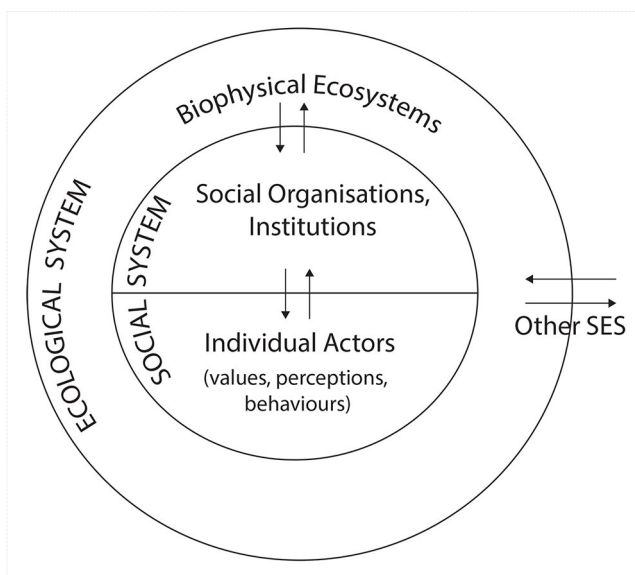 Biophysical Ecosystems
ECOLOGICAL SYSTEM
SOCIAL SYSTEM
Social Organisations,
Institutions
Individual Actors
(values, perceptions,
behaviours)
Other SES